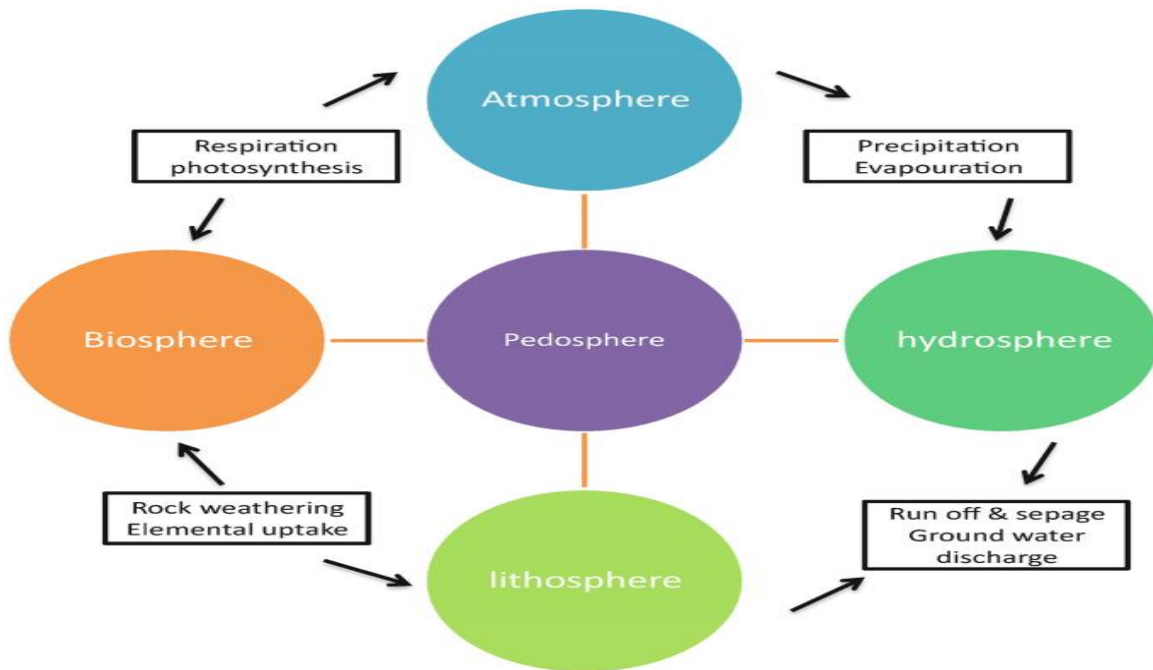 Atmosphere
Respiration
photosynthesis
Precipitation
Evapouration
Biosphere
Pedosphere
hydrosphere
Rock weathering
Elemental uptake
lithosphere
Run off & sepage
Ground water
discharge